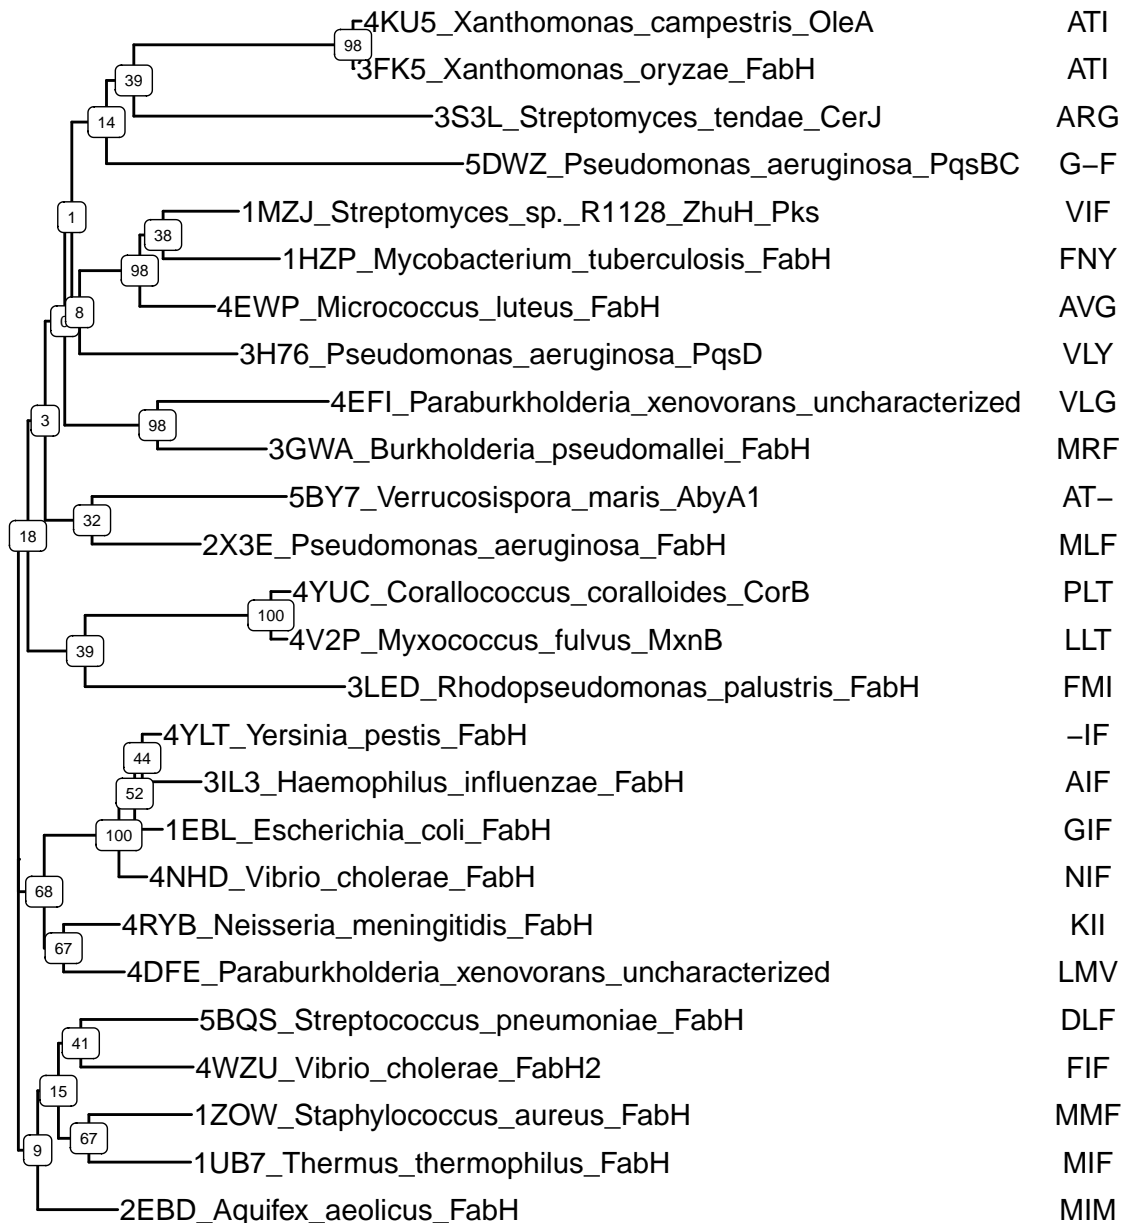 4KU5_Xanthomonas_campestris_OleA ATI
98
3FK5_Xanthomonas_oryzae_FabH ATI
39
3S3L_Streptomyces_tendae_CerJ ARG
14
5DWZ_Pseudomonas_aeruginosa_PqsBC G−F
1
1MZJ_Streptomyces_sp._R1128_ZhuH_Pks VIF
38
1HZP_Mycobacterium_tuberculosis_FabH FNY
98
4EWP_Micrococcus_luteus_FabH AVG
8
3H76_Pseudomonas_aeruginosa_PqsD VLY
4EFI_Paraburkholderia_xenovorans_uncharacterized VLG
3
98
3GWA_Burkholderia_pseudomallei_FabH MRF
5BY7_Verrucosispora_maris_AbyA1 AT−
32
18
2X3E_Pseudomonas_aeruginosa_FabH MLF
4YUC_Corallococcus_coralloides_CorB PLT
100
4V2P_Myxococcus_fulvus_MxnB LLT
39
3LED_Rhodopseudomonas_palustris_FabH FMI
4YLT_Yersinia_pestis_FabH −IF
44
3IL3_Haemophilus_influenzae_FabH AIF
52
1EBL_Escherichia_coli_FabH GIF
100
4NHD_Vibrio_cholerae_FabH NIF
68
4RYB_Neisseria_meningitidis_FabH KII
67
4DFE_Paraburkholderia_xenovorans_uncharacterized LMV
5BQS_Streptococcus_pneumoniae_FabH DLF
41
4WZU_Vibrio_cholerae_FabH2 FIF
15
1ZOW_Staphylococcus_aureus_FabH MMF
67
9
1UB7_Thermus_thermophilus_FabH MIF
2EBD_Aquifex_aeolicus_FabH MIM